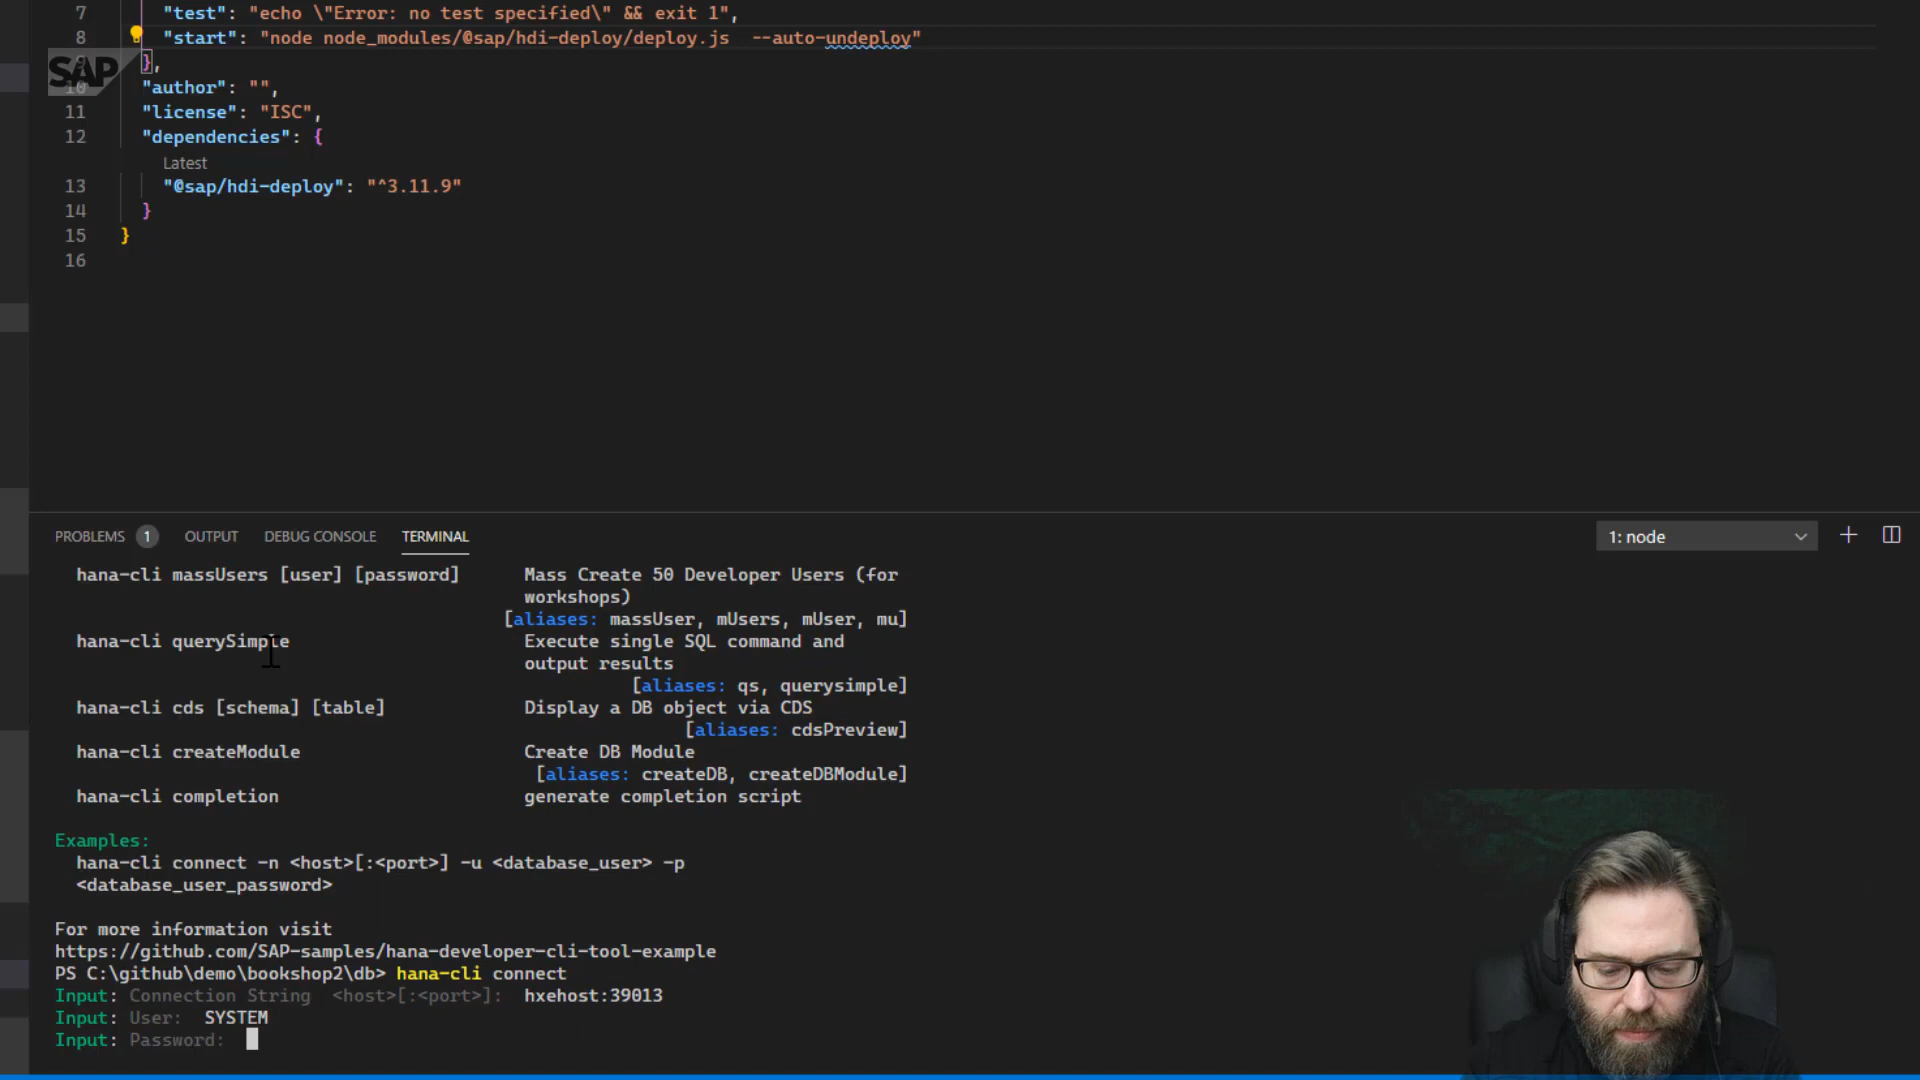 7 "test": "echo \"Error: no test specified\" && exit 1",
8 "start": "node node_modules/@sap/hdi-deploy/deploy.js  --auto-undeploy"
9 },
SAP
10 "author": "",
11 "license": "ISC",
12 "dependencies": {
Latest
13 "@sap/hdi-deploy": "^3.11.9"
14 }
15 }
16
PROBLEMS 1 OUTPUT DEBUG CONSOLE TERMINAL 1: node
hana-cli massUsers [user] [password] Mass Create 50 Developer Users (for
workshops)
[aliases: massUser, mUsers, mUser, mu]
hana-cli querySimple Execute single SQL command and
output results
[aliases: qs, querysimple]
hana-cli cds [schema] [table] Display a DB object via CDS
[aliases: cdsPreview]
hana-cli createModule Create DB Module
[aliases: createDB, createDBModule]
hana-cli completion generate completion script
Examples:
hana-cli connect -n <host>[:<port>] -u <database_user> -p
<database_user_password>
For more information visit
https://github.com/SAP-samples/hana-developer-cli-tool-example
PS C:\github\demo\bookshop2\db> hana-cli connect
Input: Connection String  <host>[:<port>]:  hxehost:39013
Input: User:  SYSTEM
Input: Password: